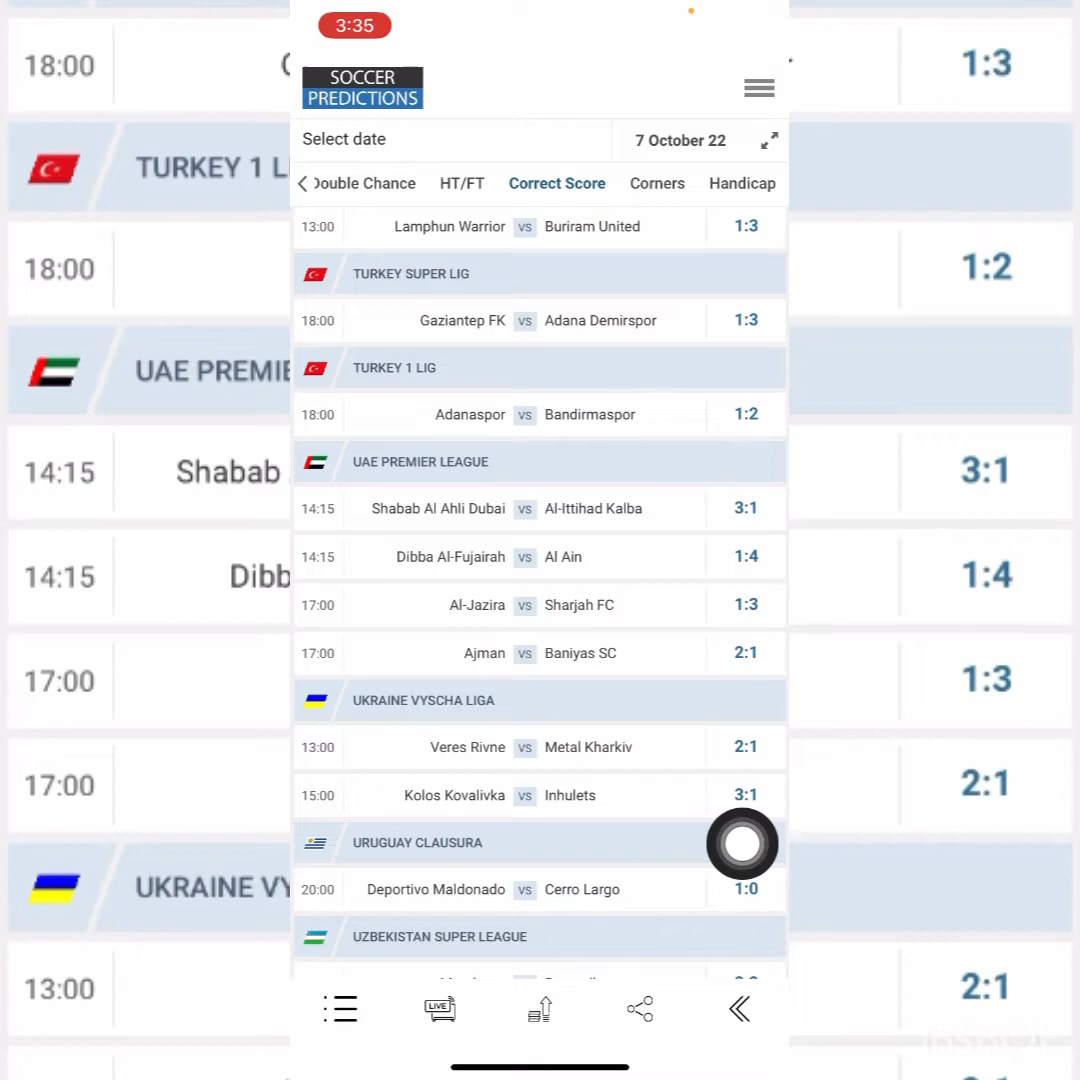 3:35
SOCCER
PREDICTIONS
Select date 7 October 22
Double Chance HT/FT Correct Score Corners Handicap
13:00 Lamphun Warrior VS Buriram United 1:3
TURKEY SUPER LIG
18:00 Gaziantep FK VS Adana Demirspor 1:3
TURKEY 1 LIG
18:00 Adanaspor VS Bandirmaspor 1:2
UAE PREMIER LEAGUE
14:15 Shabab Al Ahli Dubai VS Al-Ittihad Kalba 3:1
14:15 Dibba Al-Fujairah VS Al Ain 1:4
17:00 Al-Jazira VS Sharjah FC 1:3
17:00 Ajman VS Baniyas SC 2:1
UKRAINE VYSCHA LIGA
13:00 Veres Rivne VS Metal Kharkiv 2:1
15:00 Kolos Kovalivka VS Inhulets 3:1
URUGUAY CLAUSURA
20:00 Deportivo Maldonado VS Cerro Largo 1:0
UZBEKISTAN SUPER LEAGUE
LIVE
18:00 1:3
TURKEY 1 L
18:00 1:2
UAE PREMIE
14:15 Shabab 3:1
14:15 Dibb 1:4
17:00 1:3
17:00 2:1
UKRAINE VY
13:00 2:1